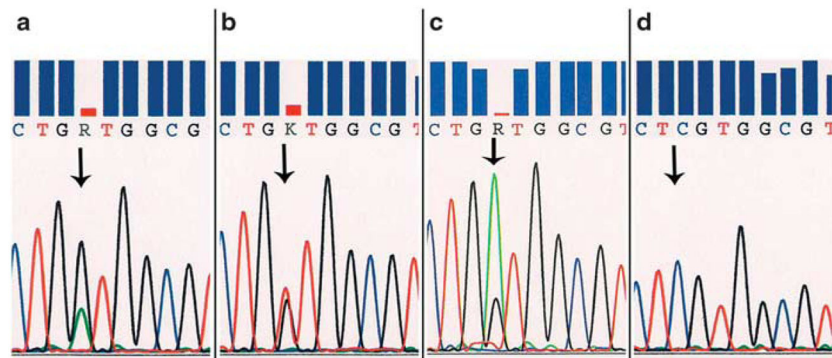 a
b
c
d
C T G R T G G C G
C T G K T G G C G T
C T G R T G G C G T
C T C G T G G C G T